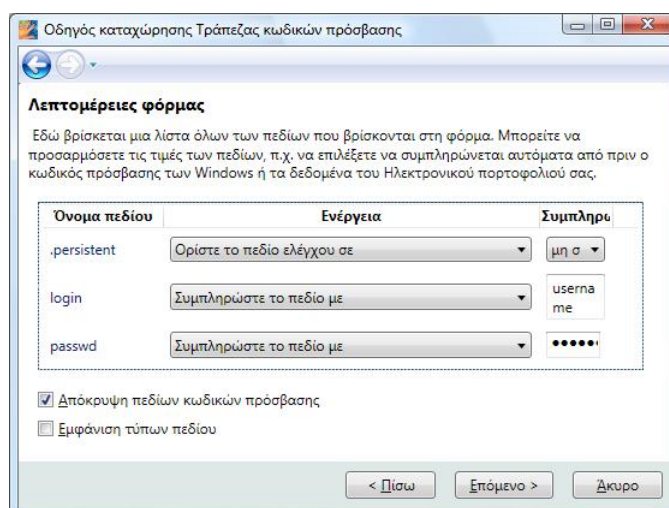 Οδηγός καταχώρησης Τράπεζας κωδικών πρόσβασης
Λεπτομέρειες φόρμας
Εδώ βρίσκεται μια λίστα όλων των πεδίων που βρίσκονται στη φόρμα. Μπορείτε να
προσαρμόσετε τις τιμές των πεδίων, π.χ. να επιλέξετε να συμπληρώνεται αυτόματα από πριν ο
κωδικός πρόσβασης των Windows ή τα δεδομένα του Ηλεκτρονικού πορτοφολιού σας.
Όνομα πεδίου Ενέργεια Συμπληρω
.persistent Ορίστε το πεδίο ελέγχου σε μη σ
login Συμπληρώστε το πεδίο με userna
me
passwd Συμπληρώστε το πεδίο με ••••••
Απόκρυψη πεδίων κωδικών πρόσβασης
Εμφάνιση τύπων πεδίου
< Πίσω Επόμενο > Άκυρο